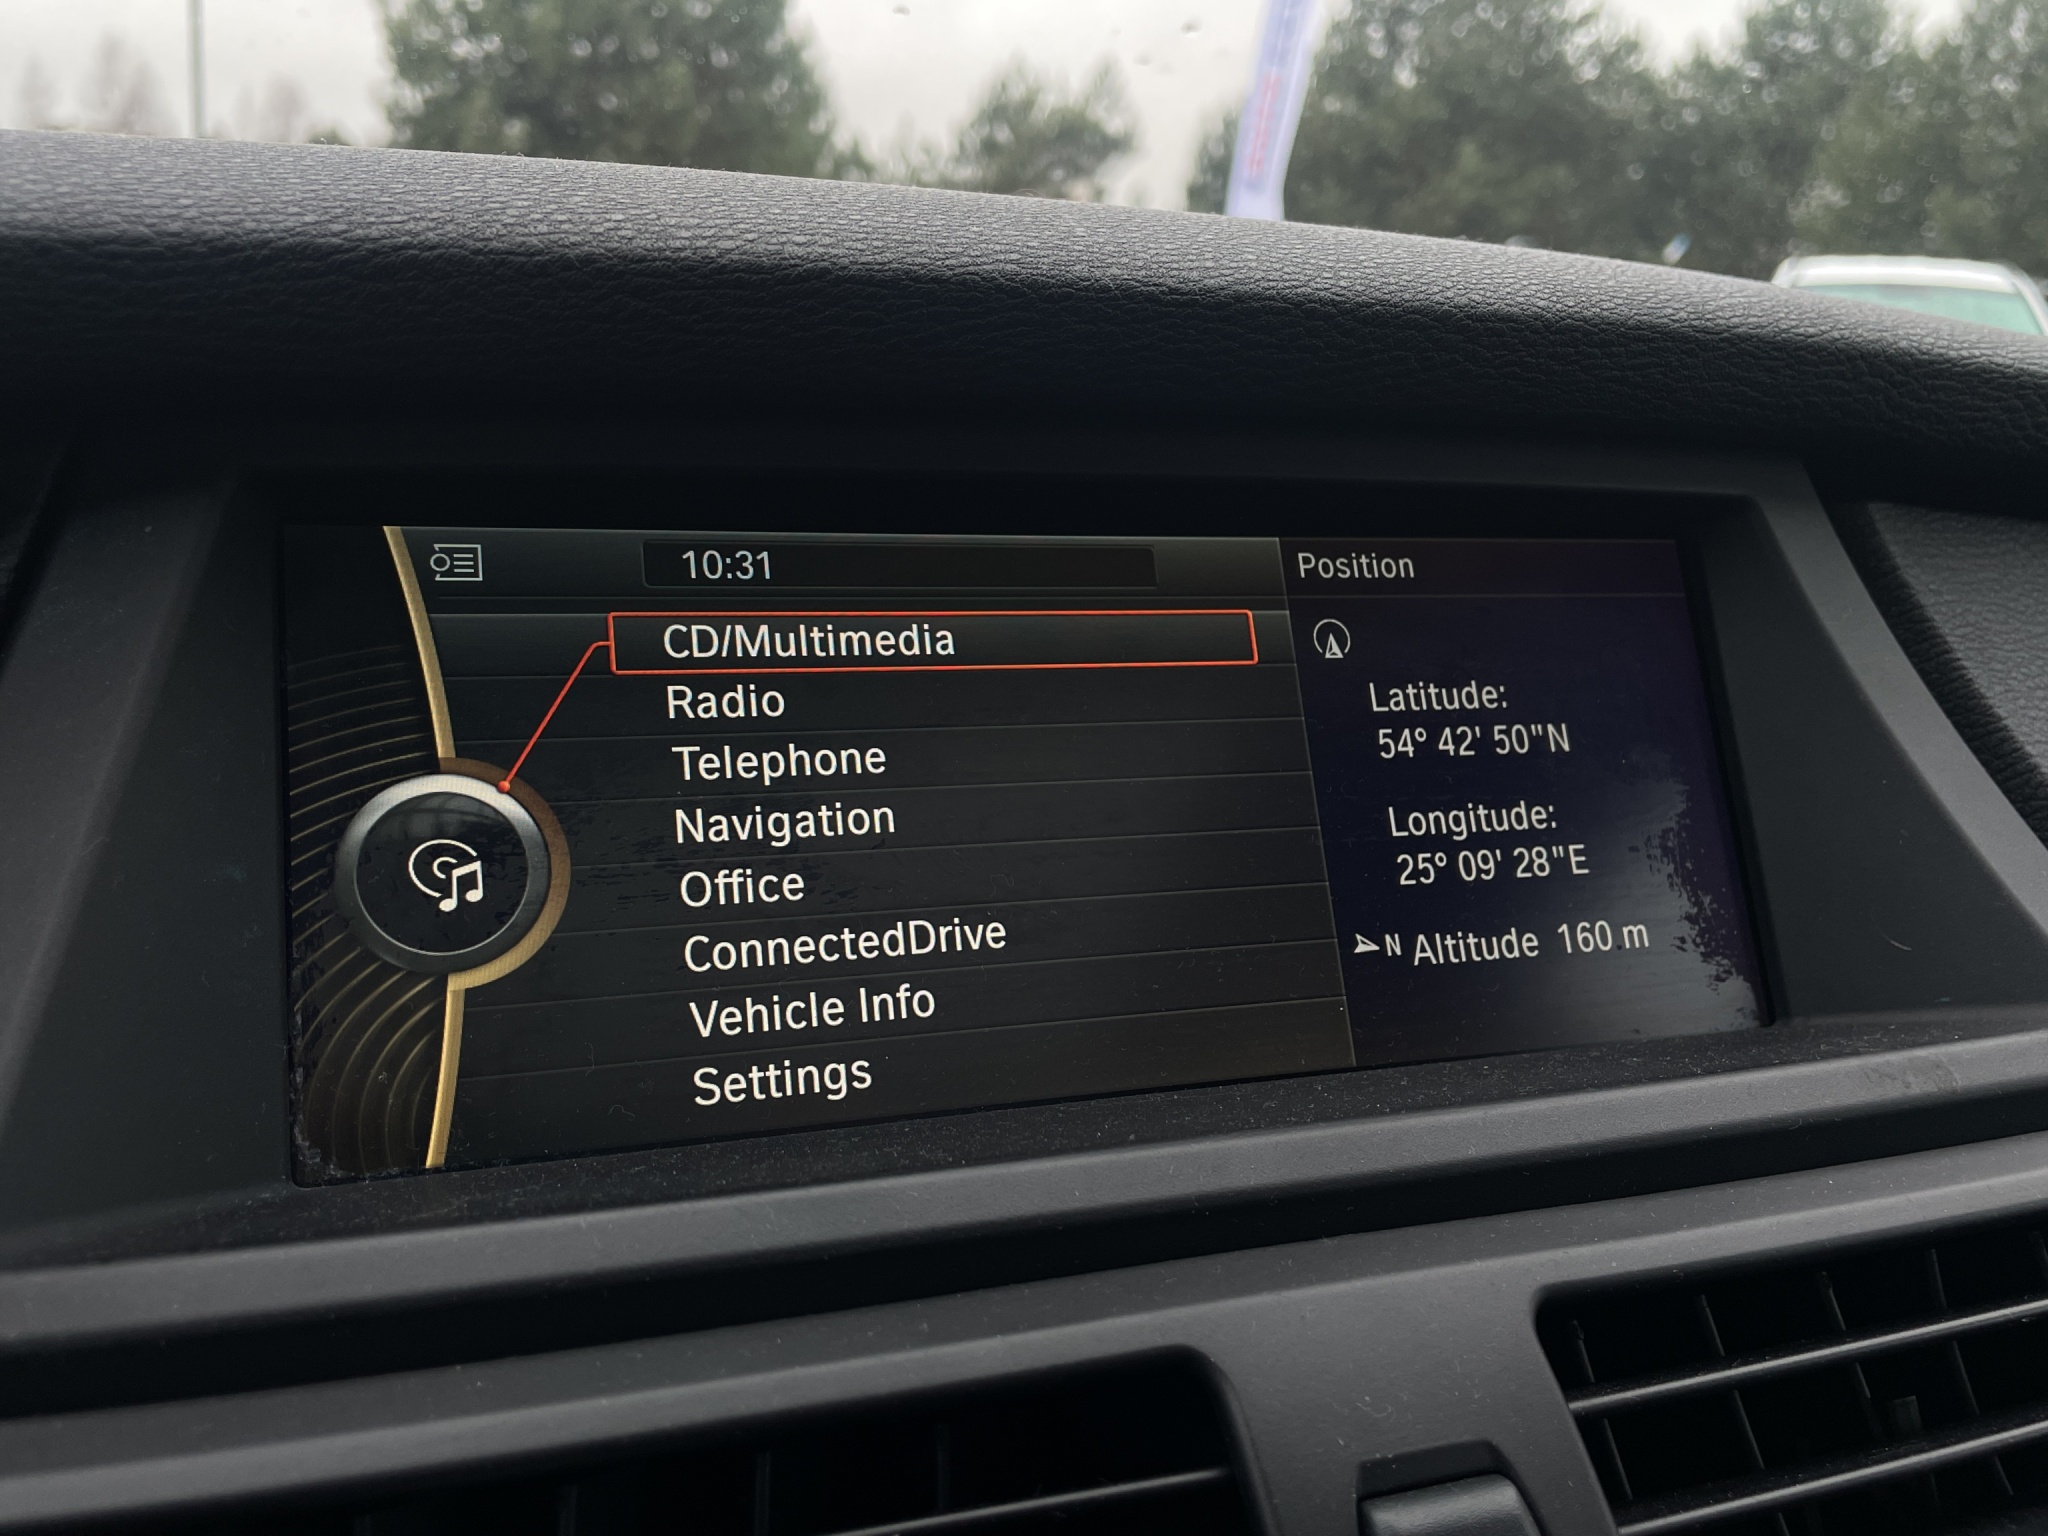 10:31
CD/Multimedia
Radio
Telephone
Navigation
Office
ConnectedDrive
Vehicle Info
Settings
Position
Latitude:
54° 42' 50"N
Longitude:
25° 09' 28"E
N Altitude 160 m